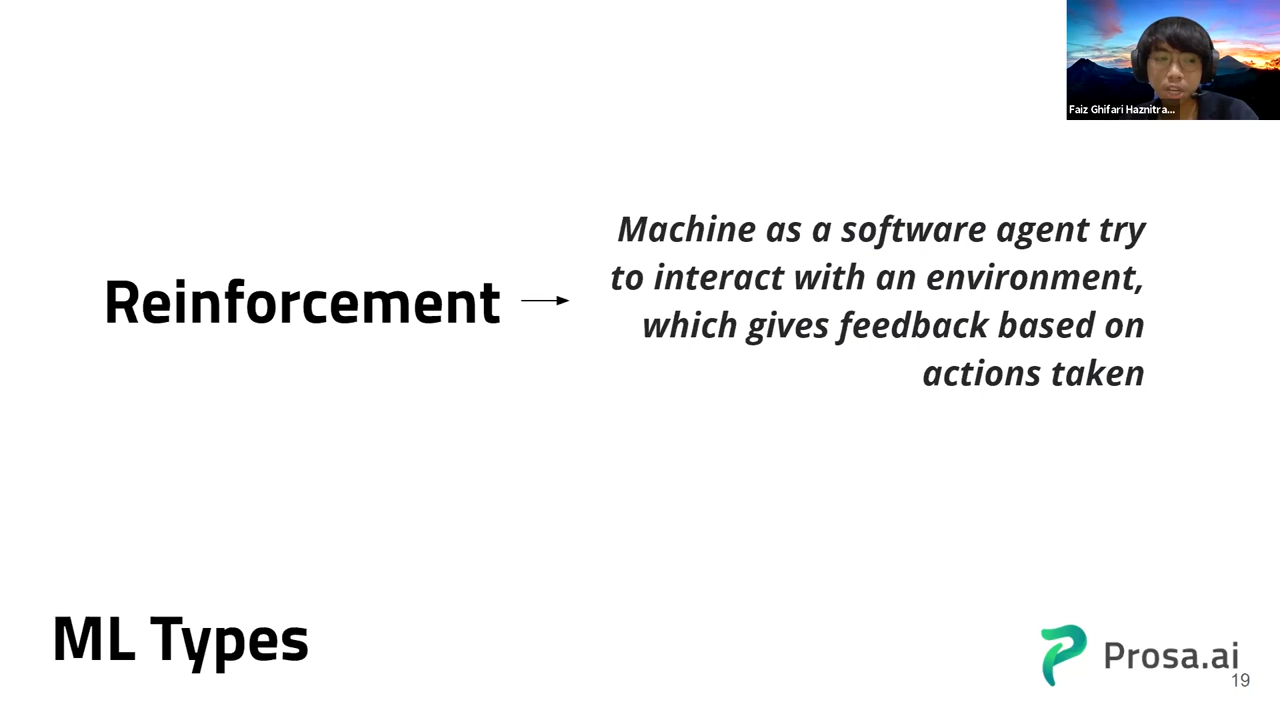 Faiz Ghifari Haznitra...
Machine as a software agent try
to interact with an environment,
Reinforcement
which gives feedback based on
actions taken
ML Types
Prosa.ai
19